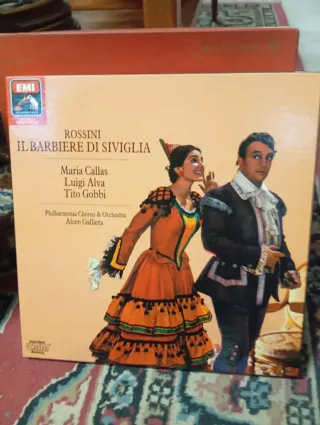 EMI
ROSSINI
IL BARBIERE DI SIVIGLIA
Maria Callas
Luigi Alva
Tito Gobbi
Philharmonia Chorus & Orchestra
Alceo Galliera